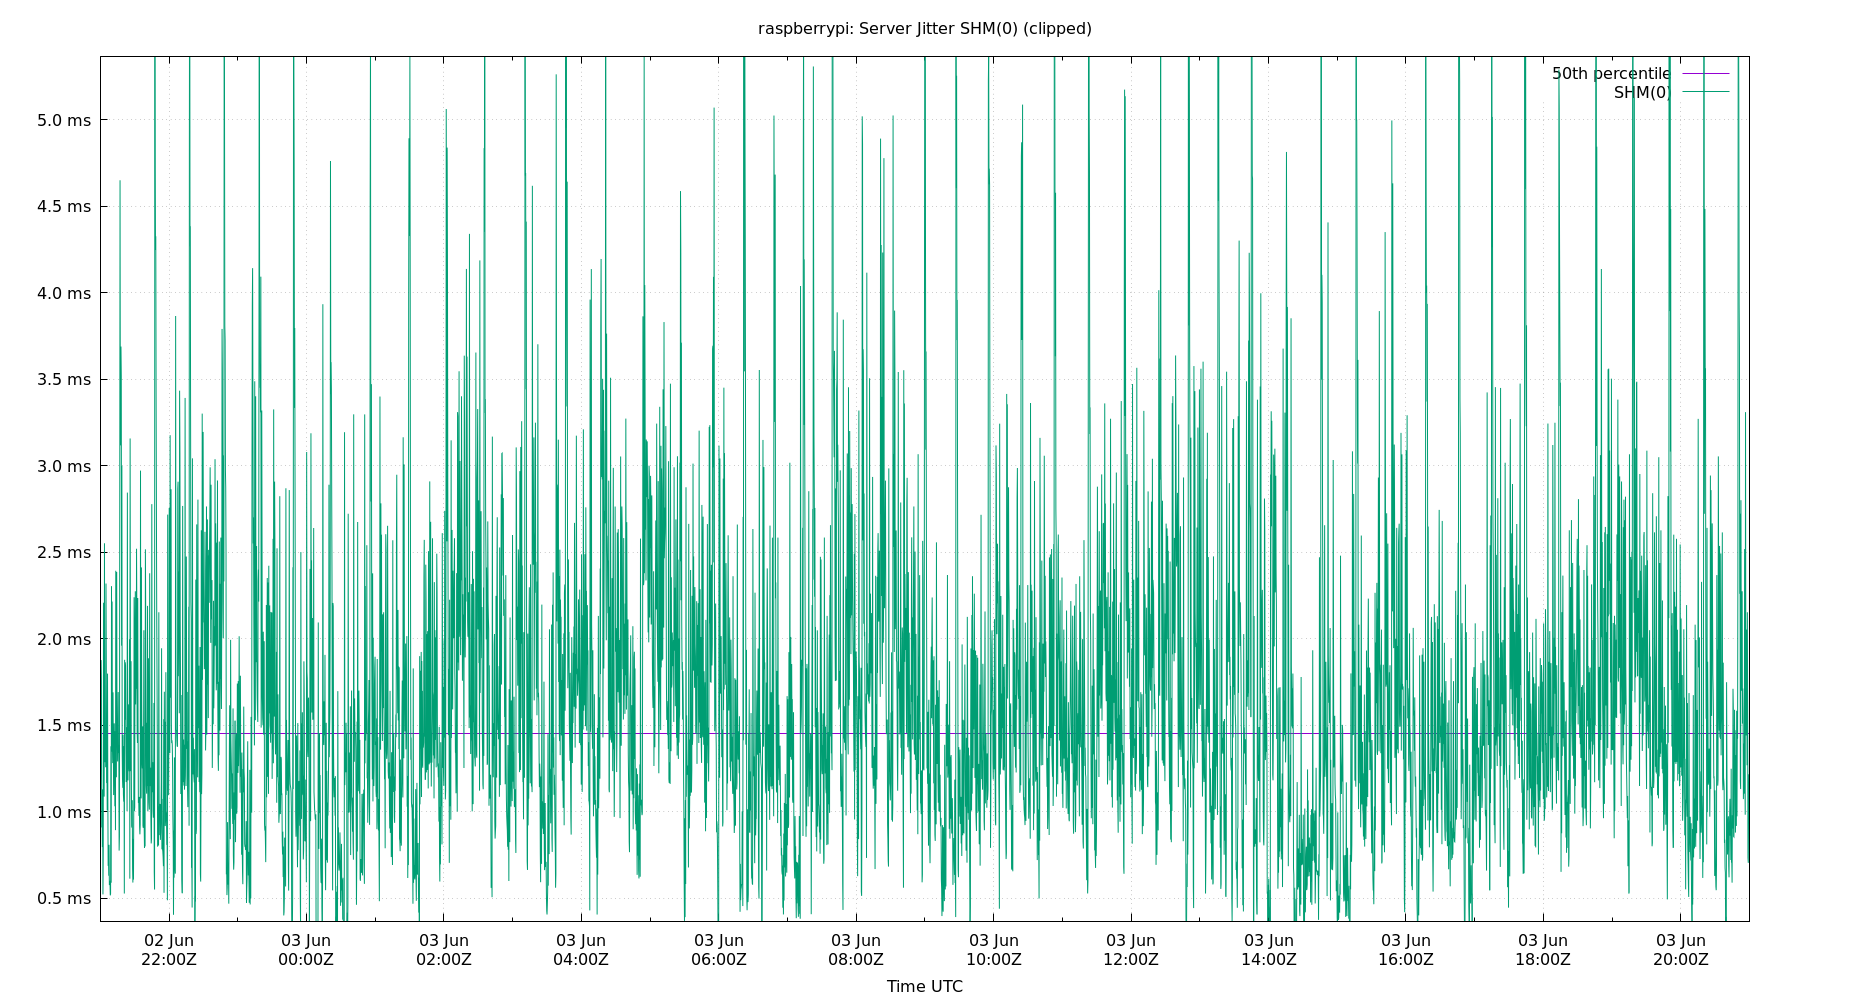 raspberrypi: Server Jitter SHM(0) (clipped)
50th percentile
SHM(0)
5.0 ms
4.5 ms
4.0 ms
3.5 ms
3.0 ms
2.5 ms
2.0 ms
1.5 ms
1.0 ms
0.5 ms
02 Jun 03 Jun 03 Jun 03 Jun 03 Jun 03 Jun 03 Jun 03 Jun 03 Jun 03 Jun 03 Jun 03 Jun
22:00Z 00:00Z 02:00Z 04:00Z 06:00Z 08:00Z 10:00Z 12:00Z 14:00Z 16:00Z 18:00Z 20:00Z
Time UTC